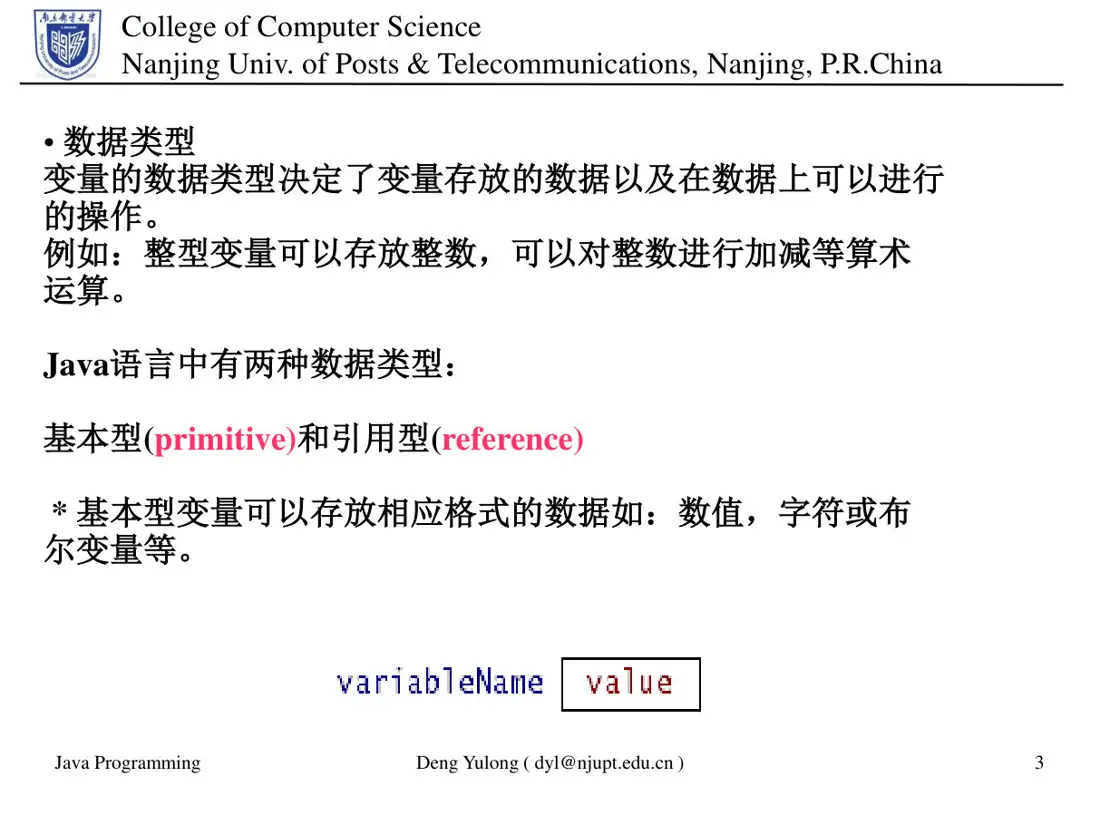 College of Computer Science
Nanjing Univ. of Posts & Telecommunications, Nanjing, P.R.China
• 数据类型
变量的数据类型决定了变量存放的数据以及在数据上可以进行
的操作。
例如：整型变量可以存放整数，可以对整数进行加减等算术
运算。
Java语言中有两种数据类型：
基本型(primitive)和引用型(reference)
* 基本型变量可以存放相应格式的数据如：数值，字符或布
尔变量等。
variableName value
Java Programming Deng Yulong ( dyl@njupt.edu.cn ) 3